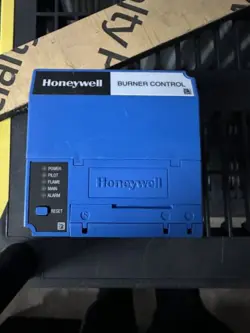 Honeywell
BURNER CONTROL
Honeywell
POWER
PILOT
FLAME
MAIN
ALARM
RESET